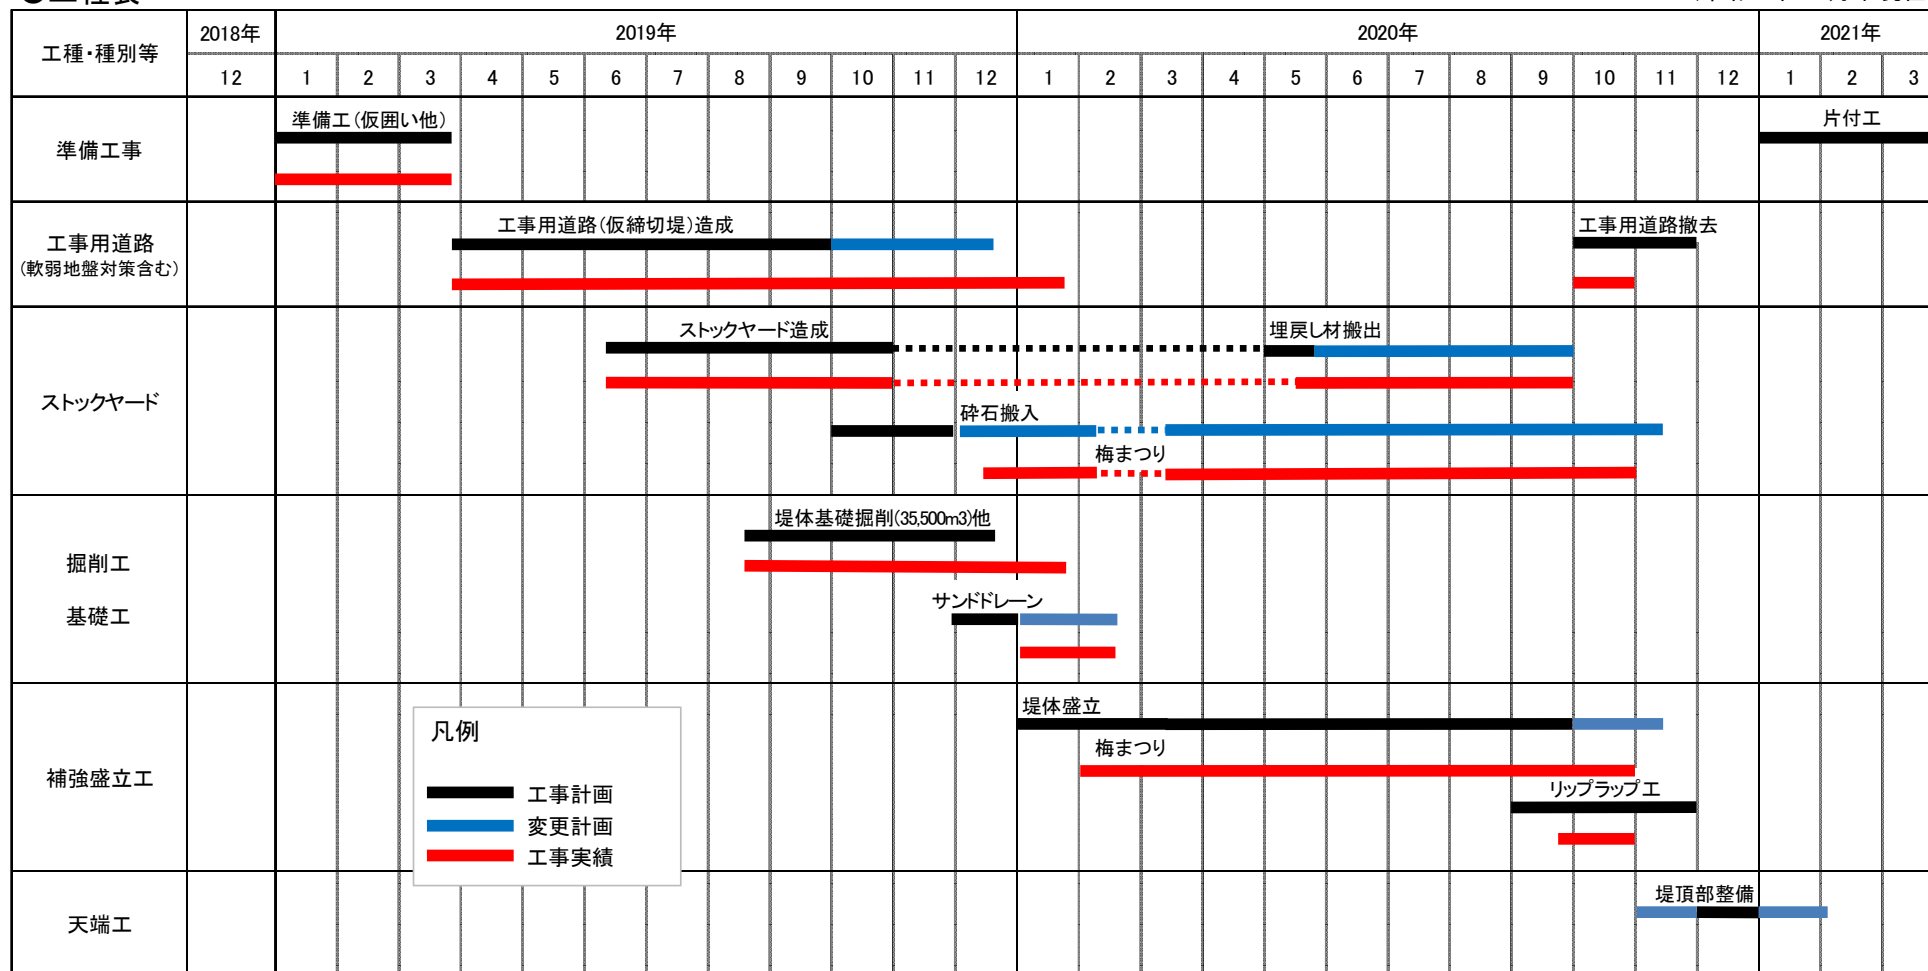 工種・種別等
2018年
2019年
2020年
2021年
12 1 2 3 4 5 6 7 8 9 10 11 12 1 2 3 4 5 6 7 8 9 10 11 12 1 2 3
準備工事
準備工(仮囲い他)
片付工
工事用道路
(軟弱地盤対策含む)
工事用道路(仮締切堤)造成
工事用道路撤去
ストックヤード
ストックヤード造成
埋戻し材搬出
砕石搬入
梅まつり
掘削工
基礎工
堤体基礎掘削(35,500m3)他
サンドドレーン
補強盛立工
堤体盛立
梅まつり
リップラップ工
凡例
工事計画
変更計画
工事実績
天端工
堤頂部整備